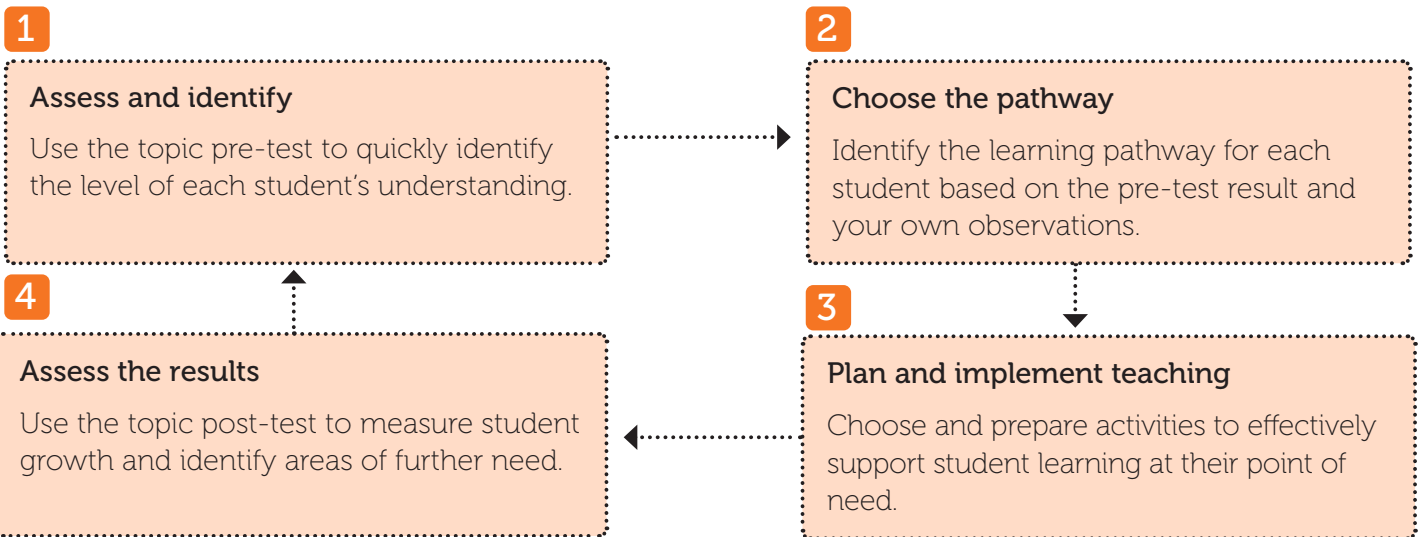 1
Assess and identify
Use the topic pre-test to quickly identify
the level of each student’s understanding.
2
Choose the pathway
Identify the learning pathway for each
student based on the pre-test result and
your own observations.
3
Plan and implement teaching
Choose and prepare activities to effectively
support student learning at their point of
need.
4
Assess the results
Use the topic post-test to measure student
growth and identify areas of further need.